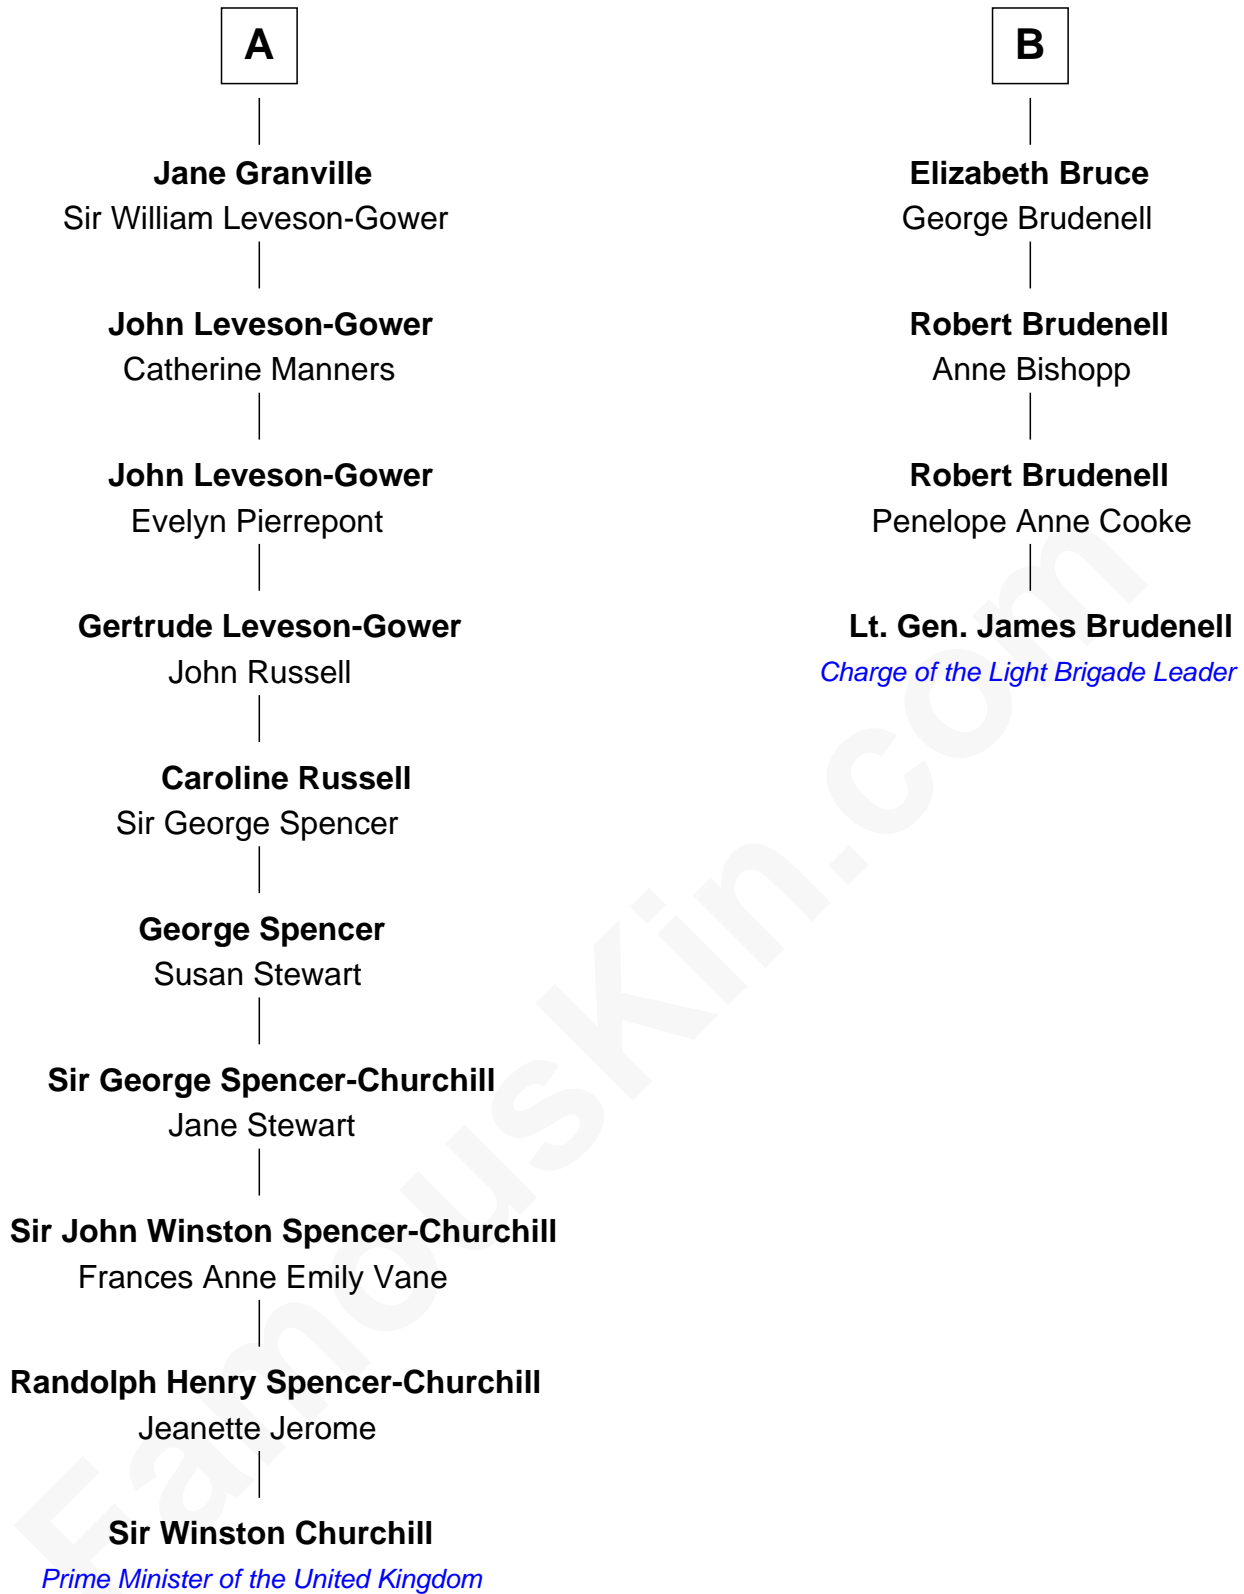 A
Jane Granville
Sir William Leveson-Gower
John Leveson-Gower
Catherine Manners
John Leveson-Gower
Evelyn Pierrepont
Gertrude Leveson-Gower
John Russell
Caroline Russell
Sir George Spencer
George Spencer
Susan Stewart
Sir George Spencer-Churchill
Jane Stewart
Sir John Winston Spencer-Churchill
Frances Anne Emily Vane
Randolph Henry Spencer-Churchill
Jeanette Jerome
Sir Winston Churchill
Prime Minister of the United Kingdom
B
Elizabeth Bruce
George Brudenell
Robert Brudenell
Anne Bishopp
Robert Brudenell
Penelope Anne Cooke
Lt. Gen. James Brudenell
Charge of the Light Brigade Leader
FamousKin.com